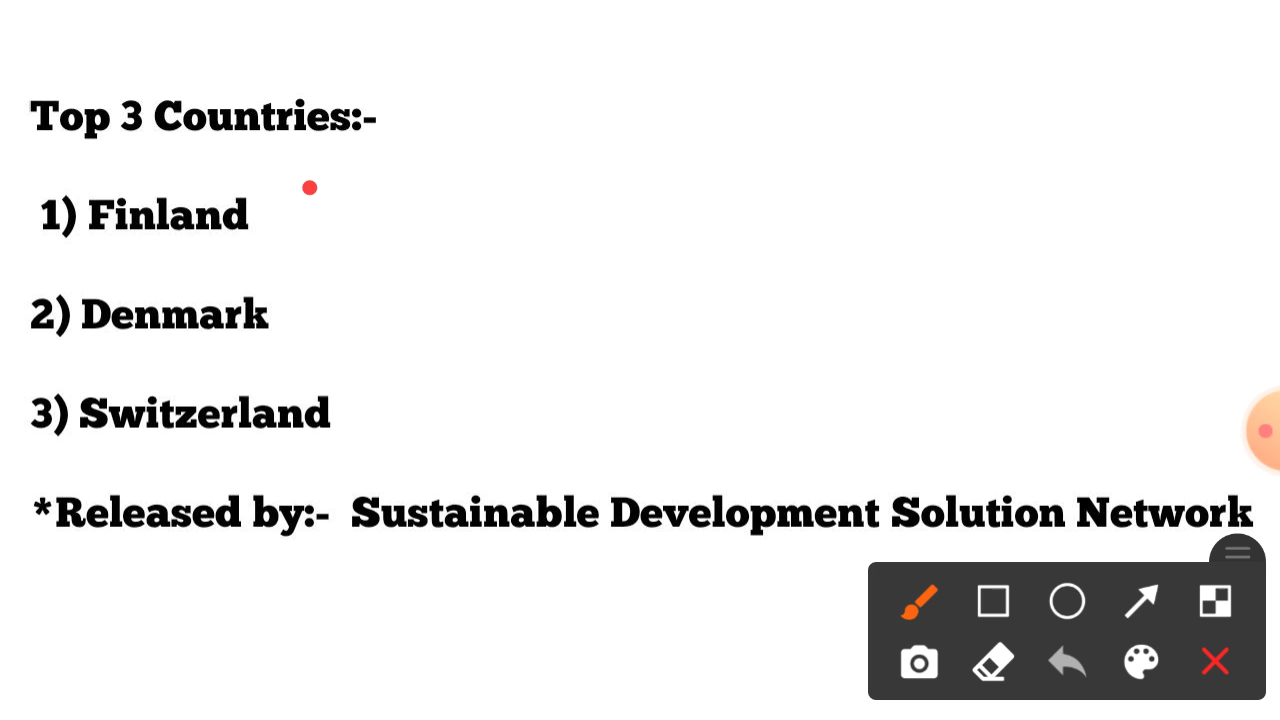 Top 3 Countries:-
1) Finland
2) Denmark
3) Switzerland
*Released by:- Sustainable Development Solution Network